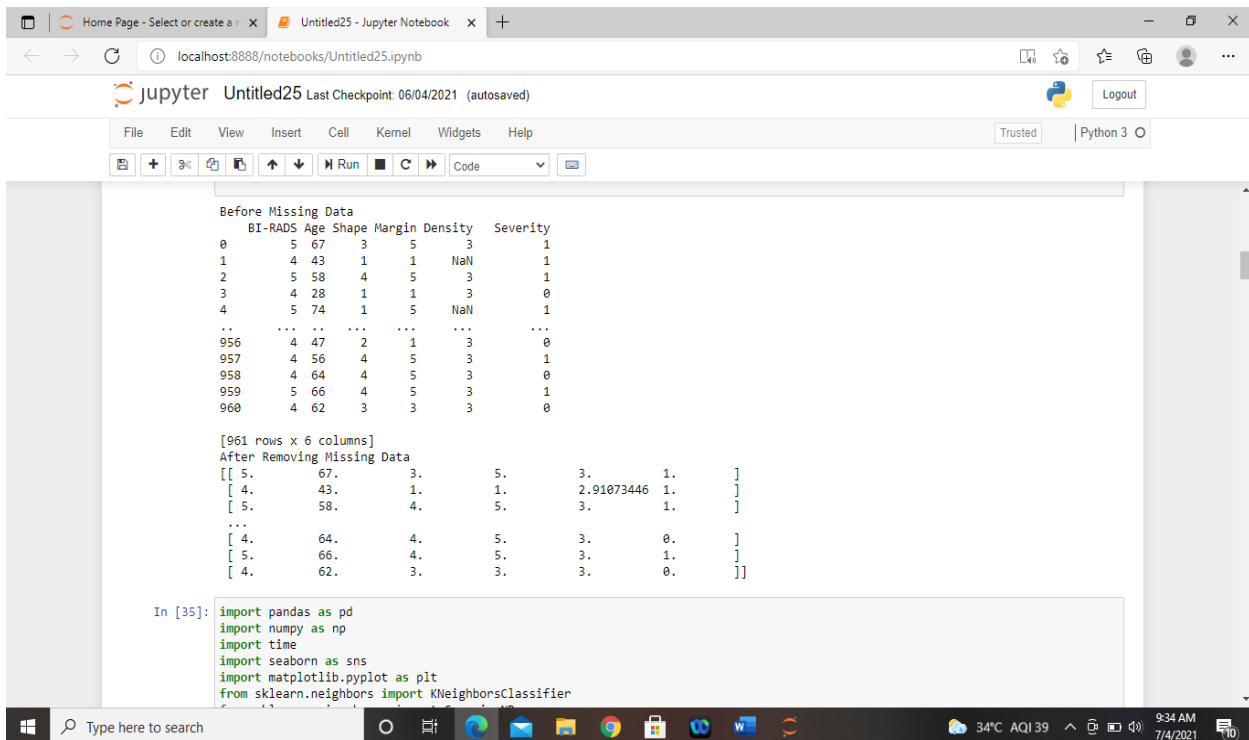 Home Page - Select or create a n
Untitled25 - Jupyter Notebook
localhost:8888/notebooks/Untitled25.ipynb
jupyter Untitled25 Last Checkpoint: 06/04/2021 (autosaved)
Logout
File Edit View Insert Cell Kernel Widgets Help
Trusted
Python 3
Run
Code
Before Missing Data
BI-RADS Age Shape Margin Density Severity
0 5 67 3 5 3 1
1 4 43 1 1 NaN 1
2 5 58 4 5 3 1
3 4 28 1 1 3 0
4 5 74 1 5 NaN 1
.. ... .. ... ... ... ...
956 4 47 2 1 3 0
957 4 56 4 5 3 1
958 4 64 4 5 3 0
959 5 66 4 5 3 1
960 4 62 3 3 3 0
[961 rows x 6 columns]
After Removing Missing Data
[[ 5. 67. 3. 5. 3. 1. ]
[ 4. 43. 1. 1. 2.91073446 1. ]
[ 5. 58. 4. 5. 3. 1. ]
...
[ 4. 64. 4. 5. 3. 0. ]
[ 5. 66. 4. 5. 3. 1. ]
[ 4. 62. 3. 3. 3. 0. ]]
In [35]: import pandas as pd
import numpy as np
import time
import seaborn as sns
import matplotlib.pyplot as plt
from sklearn.neighbors import KNeighborsClassifier
Type here to search
34°C AQI 39
9:34 AM
7/4/2021
10